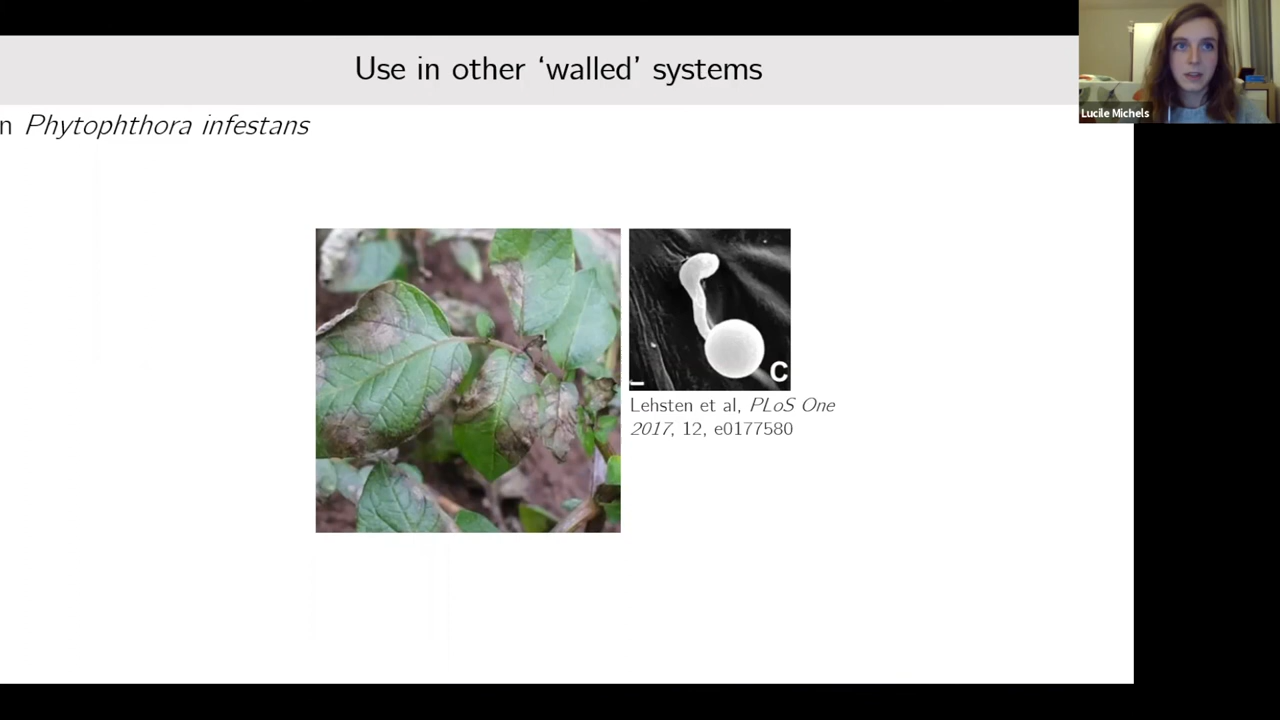 Use in other ‘walled’ systems
Lucile Michels
n Phytophthora infestans
C
Lehsten et al, PLoS One
2017, 12, e0177580